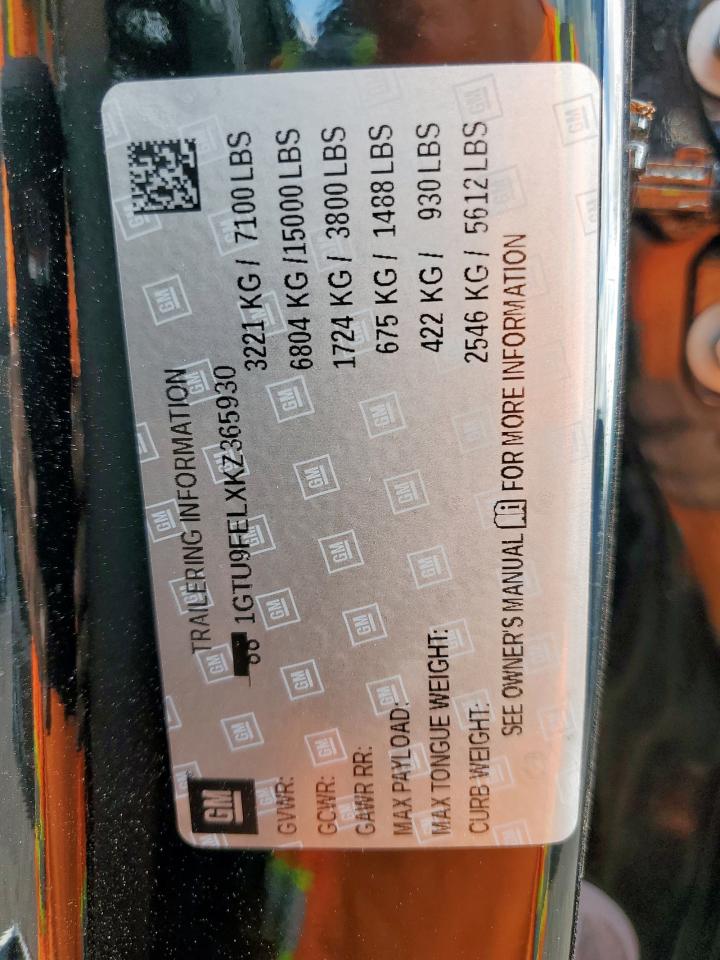 GM
TRAILERING INFORMATION
1GTU9FELXKZ365930
GVWR: 3221 KG / 7100 LBS
GCWR: 6804 KG / 15000 LBS
GAWR RR: 1724 KG / 3800 LBS
MAX PAYLOAD: 675 KG / 1488 LBS
MAX TONGUE WEIGHT: 422 KG / 930 LBS
CURB WEIGHT: 2546 KG / 5612 LBS
SEE OWNER'S MANUAL FOR MORE INFORMATION